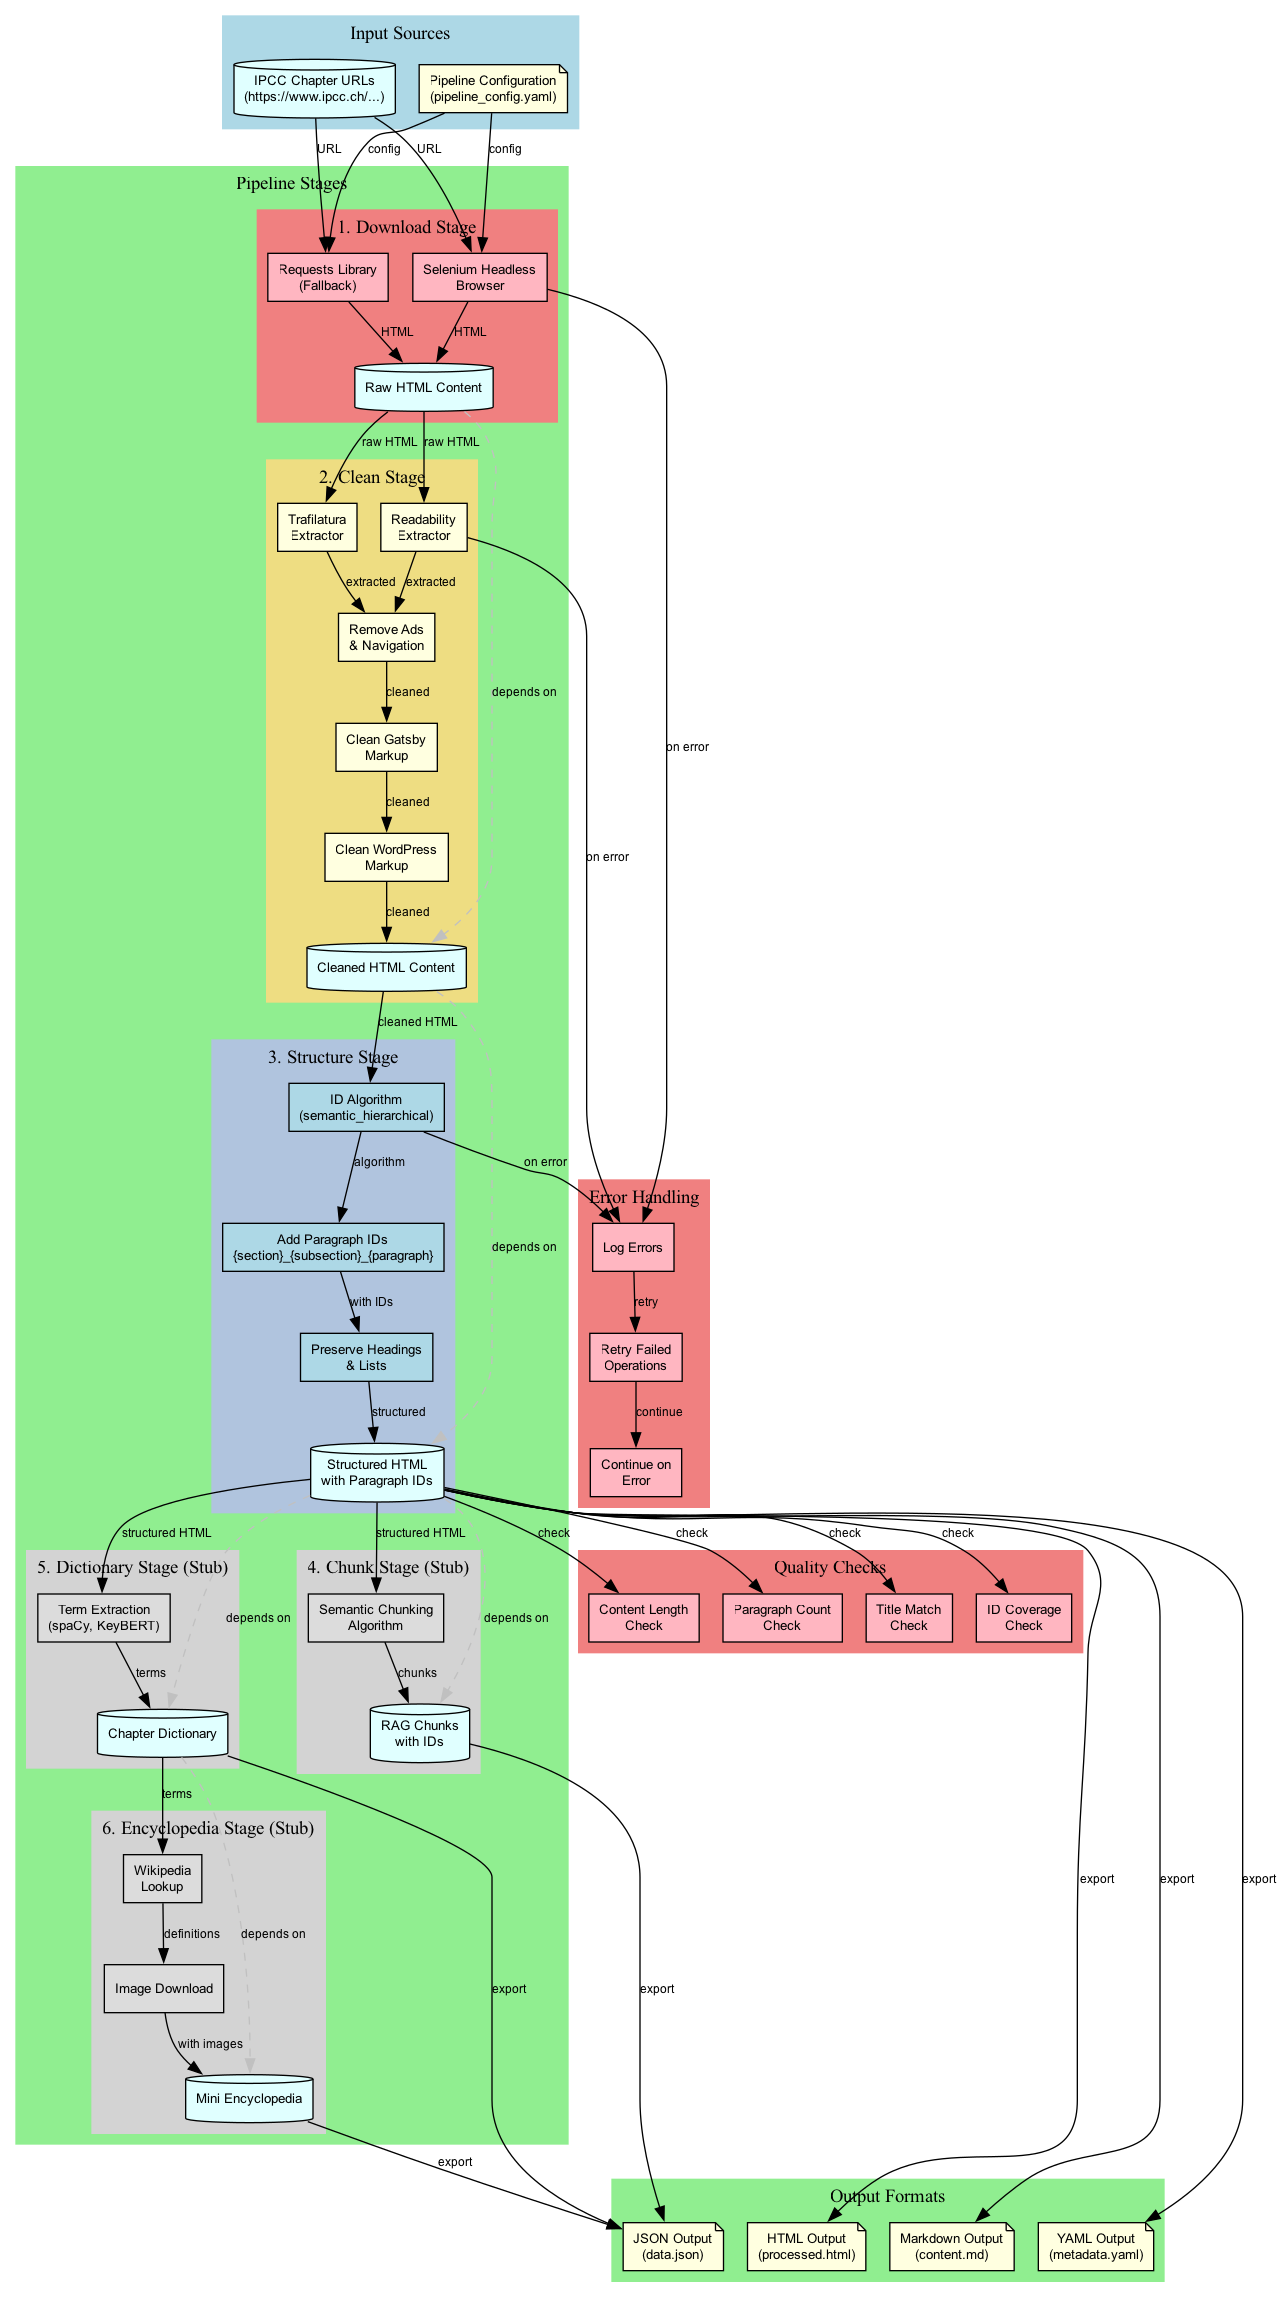 Input Sources
IPCC Chapter URLs
(https://www.ipcc.ch/...)
Pipeline Configuration
(pipeline_config.yaml)
URL
config
URL
config
Pipeline Stages
1. Download Stage
Requests Library
(Fallback)
Selenium Headless
Browser
HTML
HTML
Raw HTML Content
raw HTML
raw HTML
2. Clean Stage
Trafilatura
Extractor
Readability
Extractor
extracted
extracted
Remove Ads
& Navigation
cleaned
depends on
on error
Clean Gatsby
Markup
cleaned
Clean WordPress
Markup
on error
cleaned
Cleaned HTML Content
cleaned HTML
3. Structure Stage
ID Algorithm
(semantic_hierarchical)
algorithm
on error
Add Paragraph IDs
{section}_{subsection}_{paragraph}
depends on
with IDs
Preserve Headings
& Lists
structured
Structured HTML
with Paragraph IDs
Error Handling
Log Errors
retry
Retry Failed
Operations
continue
Continue on
Error
structured HTML
structured HTML
check
check
check
check
5. Dictionary Stage (Stub)
Term Extraction
(spaCy, KeyBERT)
depends on
terms
Chapter Dictionary
4. Chunk Stage (Stub)
Semantic Chunking
Algorithm
depends on
chunks
RAG Chunks
with IDs
Quality Checks
Content Length
Check
Paragraph Count
Check
Title Match
Check
ID Coverage
Check
terms
6. Encyclopedia Stage (Stub)
Wikipedia
Lookup
definitions
depends on
Image Download
with images
Mini Encyclopedia
export
export
export
export
export
export
Output Formats
JSON Output
(data.json)
HTML Output
(processed.html)
Markdown Output
(content.md)
YAML Output
(metadata.yaml)